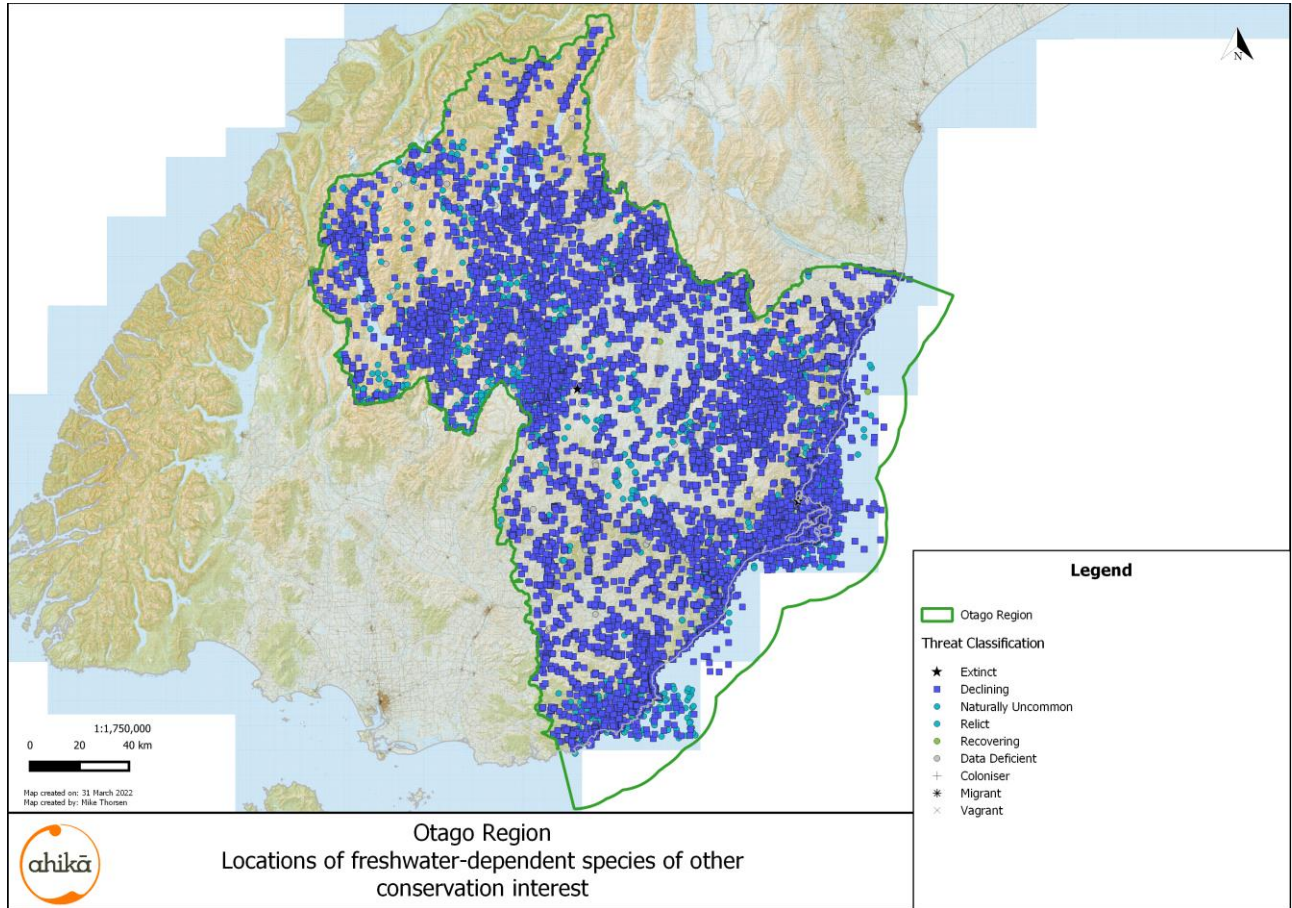 N
Legend
Otago Region
Threat Classification
Extinct
Declining
Naturally Uncommon
Relict
Recovering
Data Deficient
Coloniser
Migrant
Vagrant
1:1,750,000
0 20 40 km
Map created on: 31 March 2022
Map created by: Mike Thorsen
ahikā
Otago Region
Locations of freshwater-dependent species of other
conservation interest